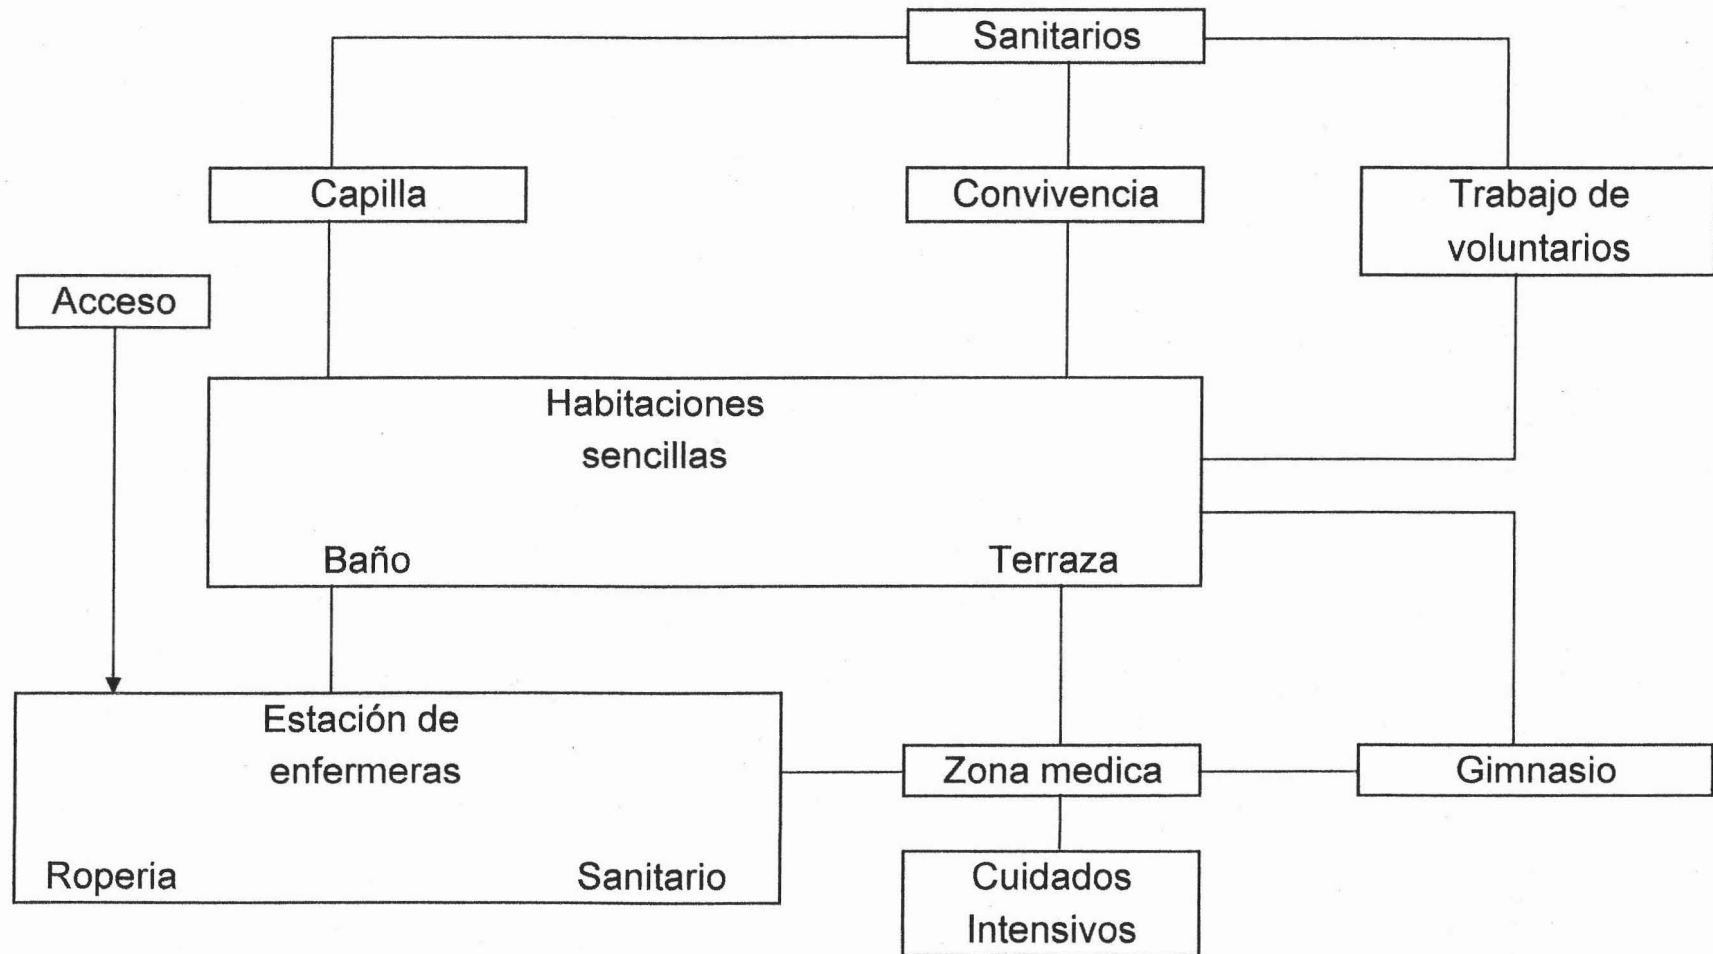 Sanitarios
Capilla
Convivencia
Trabajo de
voluntarios
Acceso
Habitaciones
sencillas
Baño
Terraza
Estación de
enfermeras
Zona medica
Gimnasio
Roperia
Sanitario
Cuidados
Intensivos